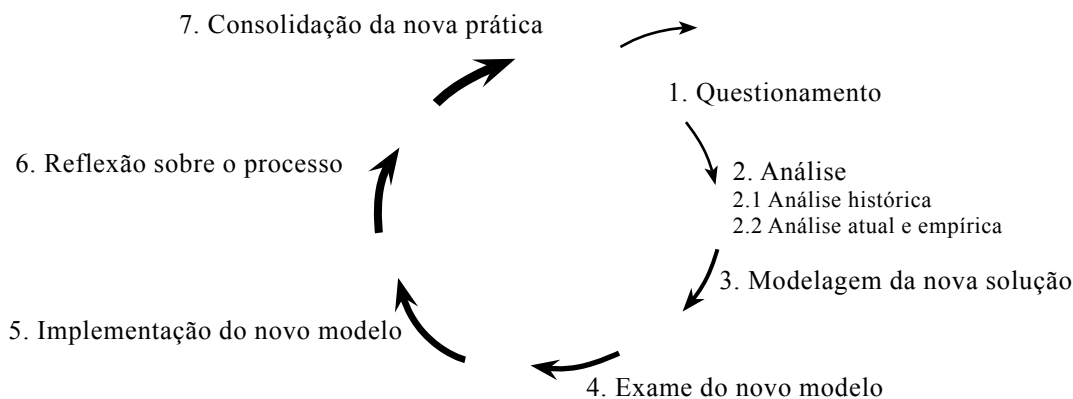 7. Consolidação da nova prática
1. Questionamento
2. Análise
2.1 Análise histórica
2.2 Análise atual e empírica
3. Modelagem da nova solução
4. Exame do novo modelo
5. Implementação do novo modelo
6. Reflexão sobre o processo